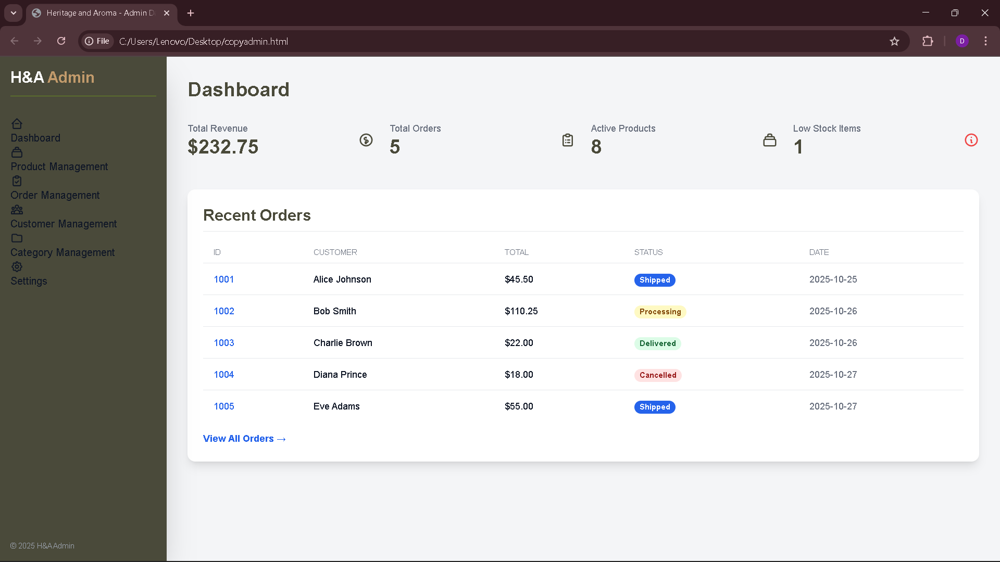 Heritage and Aroma - Admin D
File
C:/Users/Lenovo/Desktop/copyadmin.html
D
H&A Admin
Dashboard
Product Management
Order Management
Customer Management
Category Management
Settings
© 2025 H&A Admin
Dashboard
Total Revenue
$232.75
Total Orders
5
Active Products
8
Low Stock Items
1
Recent Orders
ID CUSTOMER TOTAL STATUS DATE
1001 Alice Johnson $45.50 Shipped 2025-10-25
1002 Bob Smith $110.25 Processing 2025-10-26
1003 Charlie Brown $22.00 Delivered 2025-10-26
1004 Diana Prince $18.00 Cancelled 2025-10-27
1005 Eve Adams $55.00 Shipped 2025-10-27
View All Orders →